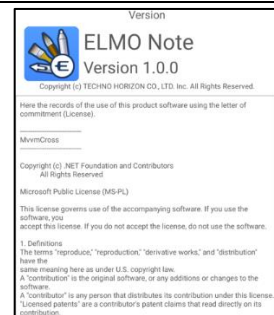 Version
ELMO Note
Version 1.0.0
Copyright (c) TECHNO HORIZON CO., LTD. Inc. All Rights Reserved.
Here the records of the use of this product software using the letter of
commitment (License).
MvvmCross
Copyright (c) .NET Foundation and Contributors
All Rights Reserved
Microsoft Public License (MS-PL)
This license governs use of the accompanying software. If you use the
software, you
accept this license. If you do not accept the license, do not use the software.
1. Definitions
The terms "reproduce," "reproduction," "derivative works," and "distribution"
have the
same meaning here as under U.S. copyright law.
A "contribution" is the original software, or any additions or changes to the
software.
A "contributor" is any person that distributes its contribution under this license.
"Licensed patents" are a contributor's patent claims that read directly on its
contribution.